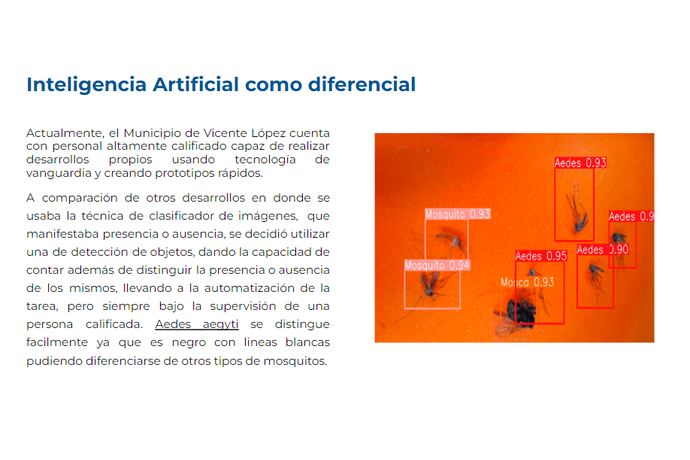 Inteligencia Artificial como diferencial
Actualmente, el Municipio de Vicente López cuenta
con personal altamente calificado capaz de realizar
desarrollos propios usando tecnología de
vanguardia y creando prototipos rápidos.
A comparación de otros desarrollos en donde se
usaba la técnica de clasificador de imágenes, que
manifestaba presencia o ausencia, se decidió utilizar
una de detección de objetos, dando la capacidad de
contar además de distinguir la presencia o ausencia
de los mismos, llevando a la automatización de la
tarea, pero siempre bajo la supervisión de una
persona calificada. Aedes aegyti se distingue
facilmente ya que es negro con lineas blancas
pudiendo diferenciarse de otros tipos de mosquitos.
Aedes 0.93
Mosquito 0.93
Aedes 0.9
Aedes 0.90
Aedes 0.95
Mosquito 0.94
Mosca 0.93